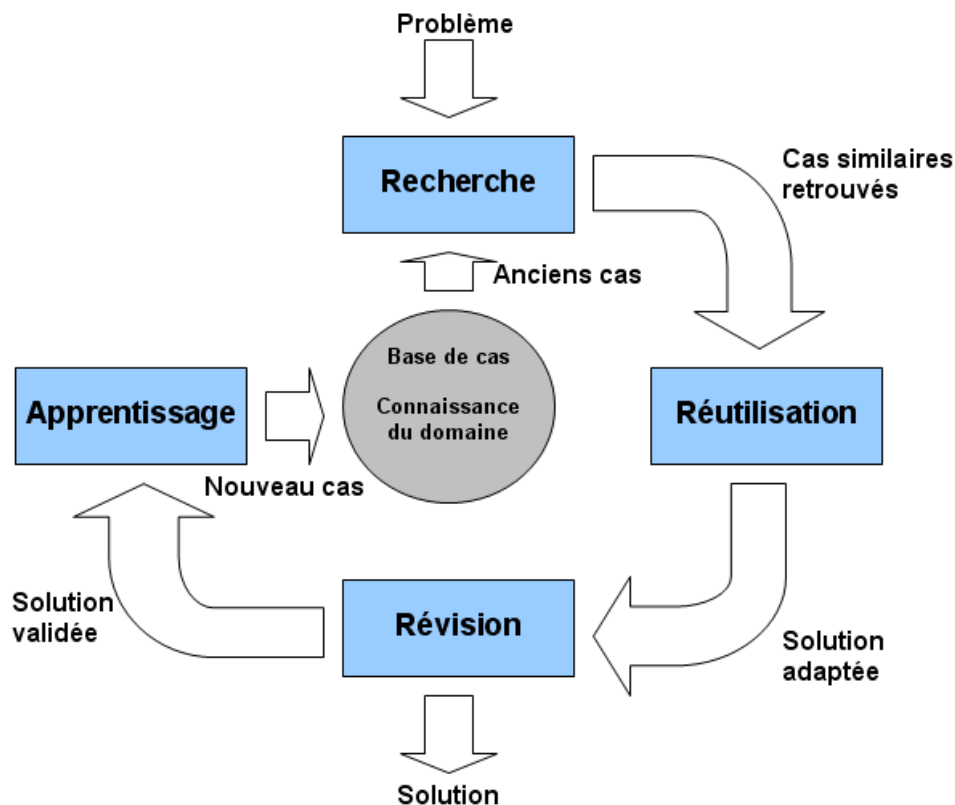 Problème
Recherche
Cas similaires
retrouvés
Anciens cas
Base de cas
Connaissance
du domaine
Apprentissage
Réutilisation
Nouveau cas
Solution
validée
Révision
Solution
adaptée
Solution